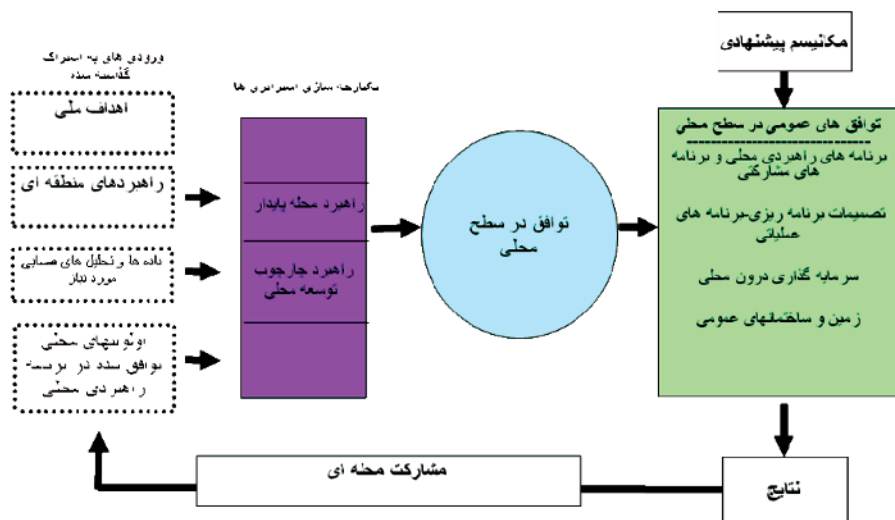 مکانیسم پیشنهادی
ورودی های به اشتراک
گذاشته شده
یکپارچه سازی استراتژی ها
اهداف ملی
راهبردهای منطقه ای
داده ها و تحلیل های فضایی
مورد نیاز
اولویتهای محلی
توافق شده در برنامه
راهبردی محلی
راهبرد محله پایدار
راهبرد چارچوب
توسعه محلی
توافق در سطح
محلی
توافق های عمومی در سطح محلی
برنامه های راهبردی محلی و برنامه
های مشارکتی
تصمیمات برنامه ریزی-برنامه های
عملیاتی
سرمایه گذاری درون محلی
زمین و ساختمانهای عمومی
مشارکت محله ای
نتایج